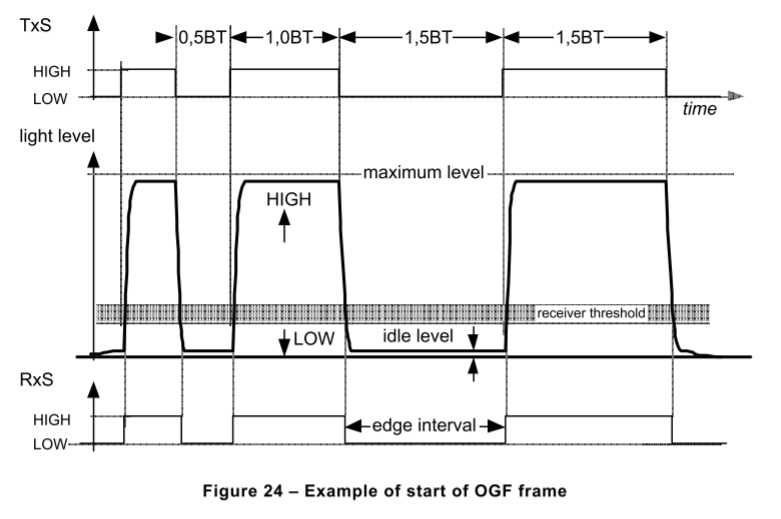 TxS
0,5BT 1,0BT 1,5BT 1,5BT
HIGH
LOW
time
light level
maximum level
HIGH
receiver threshold
LOW
idle level
RxS
HIGH
edge interval
LOW
Figure 24 – Example of start of OGF frame